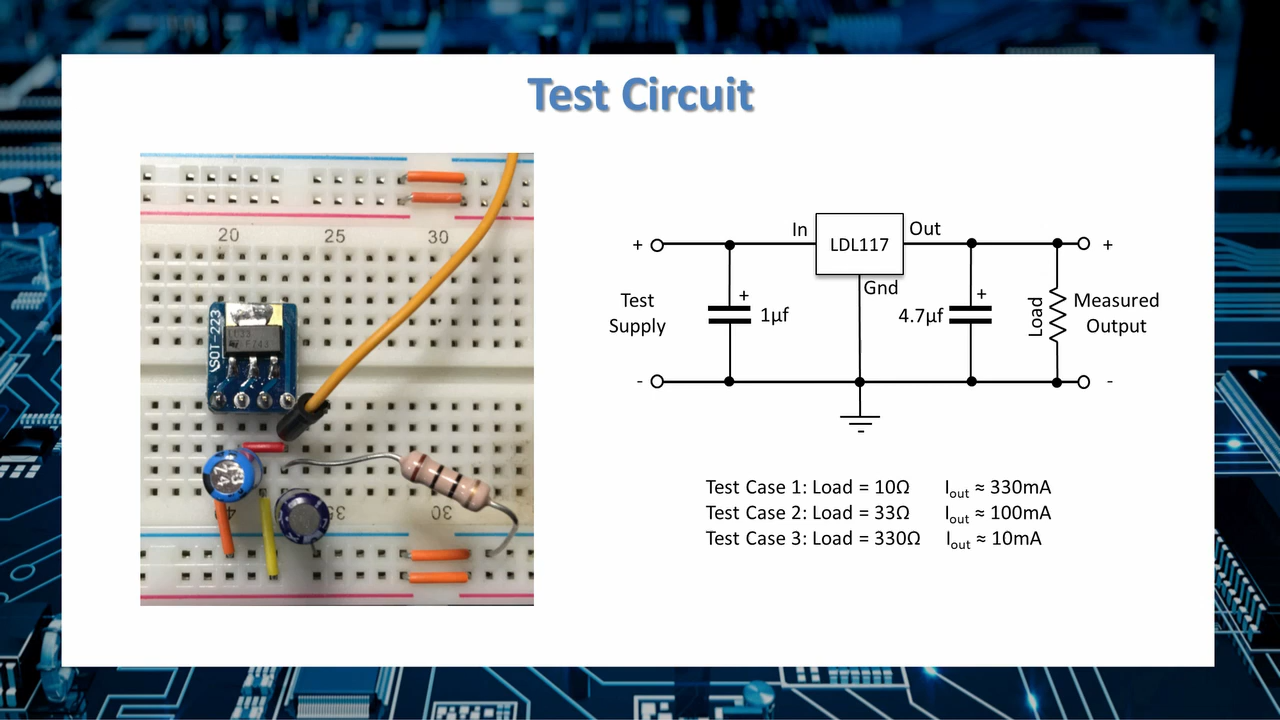 Test Circuit
20 25 30
SOT-223
30
+ In LDL117 Out +
Gnd
Test
Supply
+
1µf
4.7µf
+
Load
Measured
Output
- -
Test Case 1: Load = 10Ω Iout ≈ 330mA
Test Case 2: Load = 33Ω Iout ≈ 100mA
Test Case 3: Load = 330Ω Iout ≈ 10mA